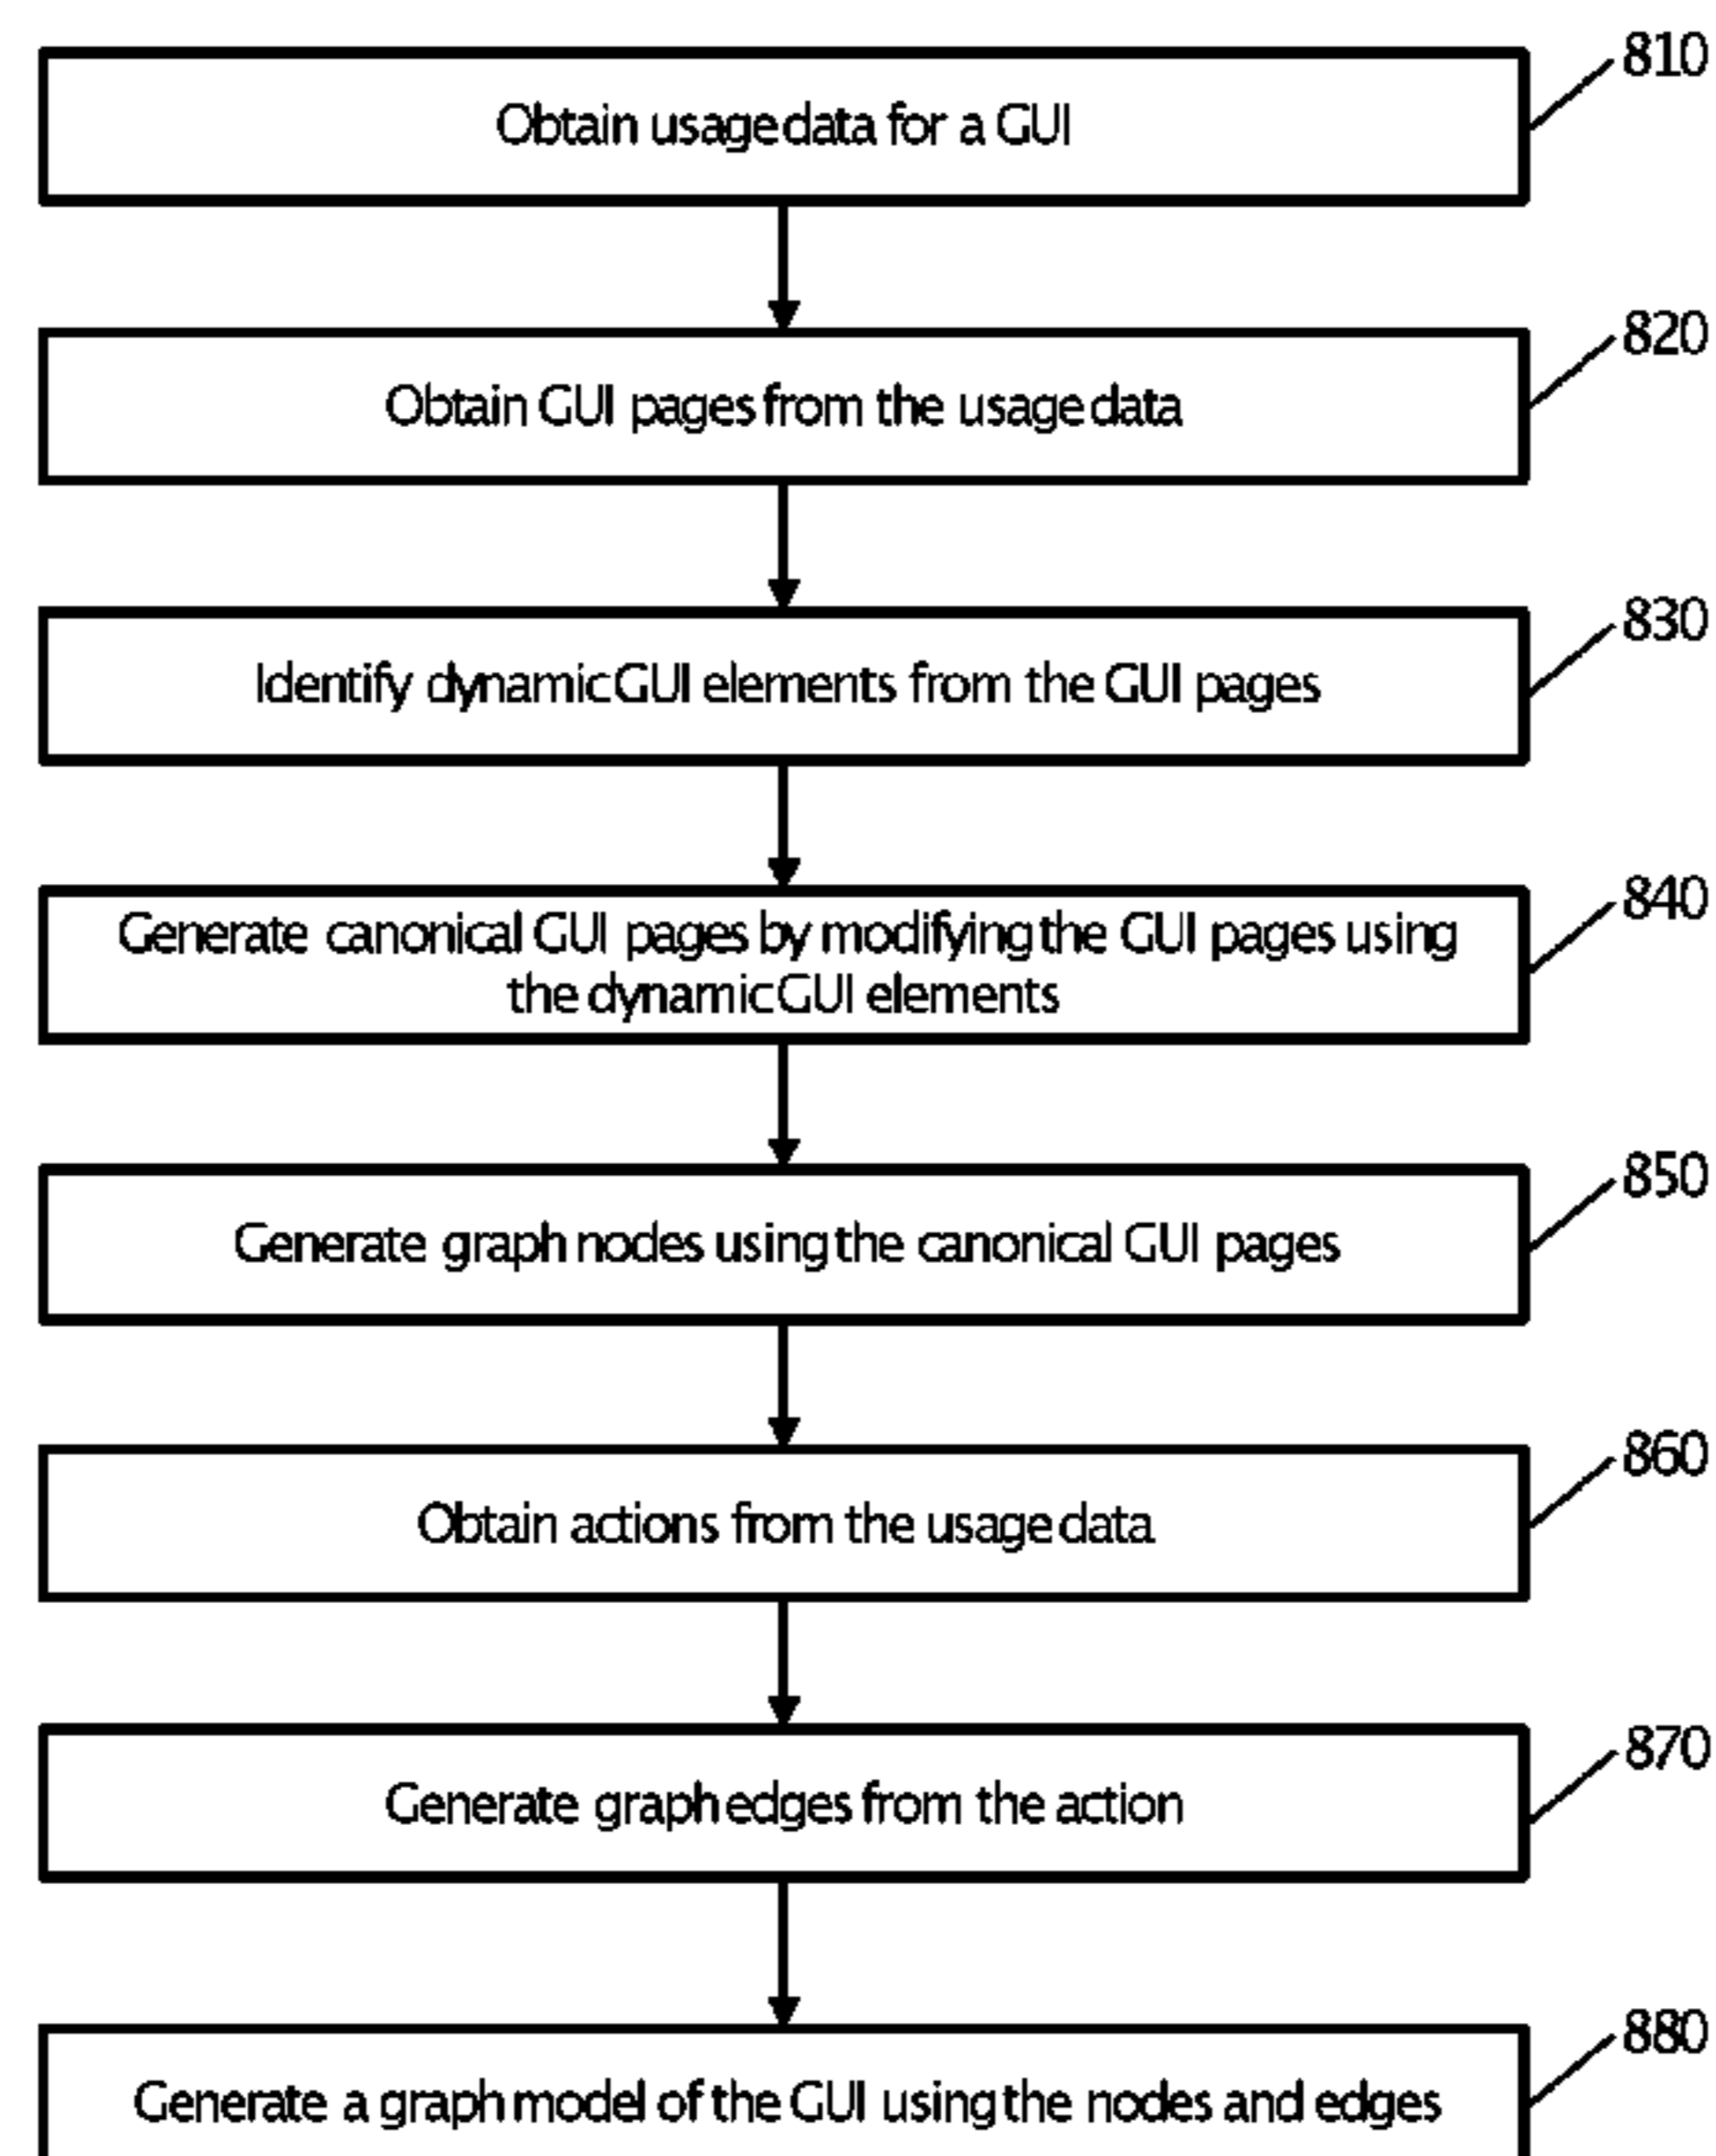 810
Obtain usage data for a GUI
820
Obtain GUI pages from the usage data
830
Identify dynamic GUI elements from the GUI pages
840
Generate canonical GUI pages by modifying the GUI pages using
the dynamic GUI elements
850
Generate graph nodes using the canonical GUI pages
860
Obtain actions from the usage data
870
Generate graph edges from the action
880
Generate a graph model of the GUI using the nodes and edges